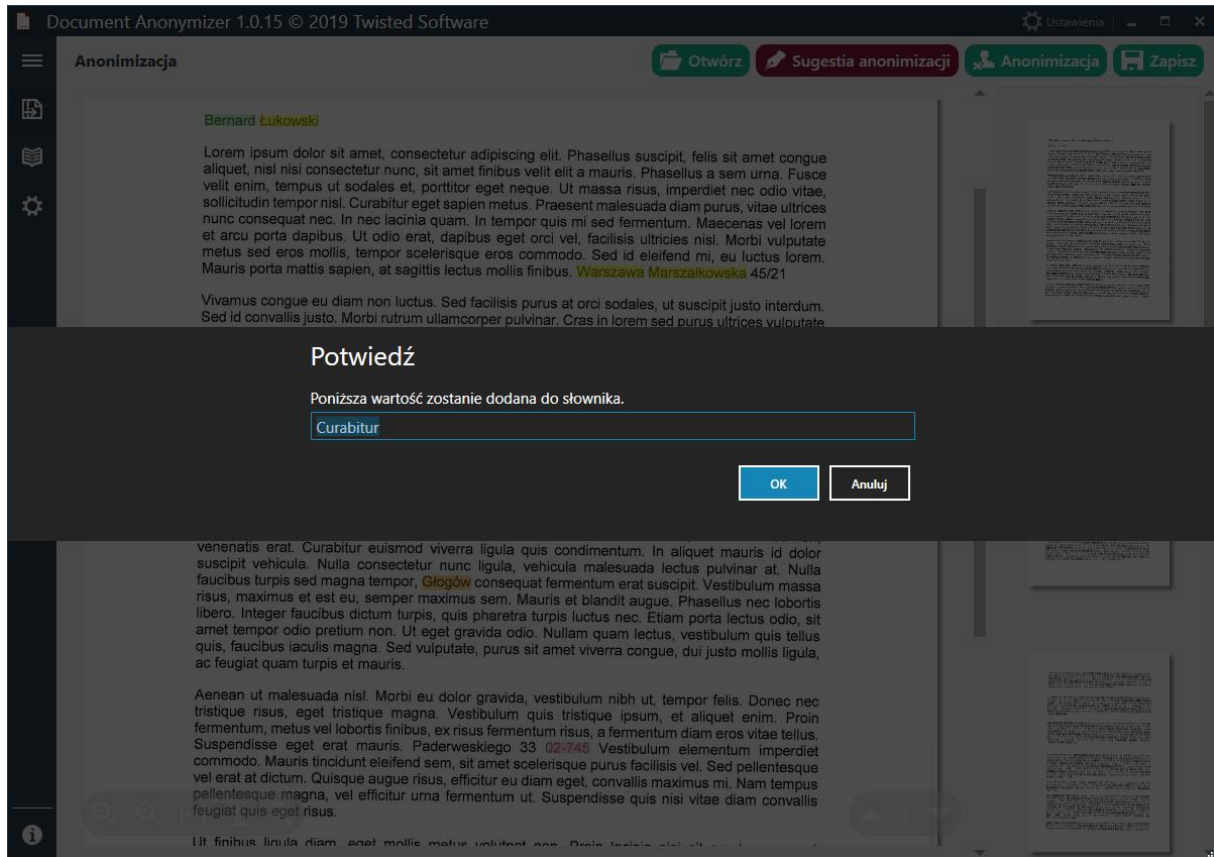 Document Anonymizer 1.0.15 © 2019 Twisted Software
Ustawienia
Anonimizacja
Otwórz
Sugestia anonimizacji
Anonimizacja
Zapisz
Bernard Łukowski
Lorem ipsum dolor sit amet, consectetur adipiscing elit. Phasellus suscipit, felis sit amet congue
aliquet, nisl nisi consectetur nunc, sit amet finibus velit elit a mauris. Phasellus a sem urna. Fusce
velit enim, tempus ut sodales et, porttitor eget neque. Ut massa risus, imperdiet nec odio vitae,
sollicitudin tempor nisl. Curabitur eget sapien metus. Praesent malesuada diam purus, vitae ultrices
nunc consequat nec. In nec lacinia quam. In tempor quis mi sed fermentum. Maecenas vel lorem
et arcu porta dapibus. Ut odio erat, dapibus eget orci vel, facilisis ultricies nisl. Morbi vulputate
metus sed eros mollis, tempor scelerisque eros commodo. Sed id eleifend mi, eu luctus lorem.
Mauris porta mattis sapien, at sagittis lectus mollis finibus. Warszawa Marszałkowska 45/21
Vivamus congue eu diam non luctus. Sed facilisis purus at orci sodales, ut suscipit justo interdum.
Sed id convallis justo. Morbi rutrum ullamcorper pulvinar. Cras in lorem sed purus ultrices vulputate
Potwiedź
Poniższa wartość zostanie dodana do słownika.
Curabitur
OK
Anuluj
venenatis erat. Curabitur euismod viverra ligula quis condimentum. In aliquet mauris id dolor
suscipit vehicula. Nulla consectetur nunc ligula, vehicula malesuada lectus pulvinar at. Nulla
faucibus turpis sed magna tempor, Głogów consequat fermentum erat suscipit. Vestibulum massa
risus, maximus et est eu, semper maximus sem. Mauris et blandit augue. Phasellus nec lobortis
libero. Integer faucibus dictum turpis, quis pharetra turpis luctus nec. Etiam porta lectus odio, sit
amet tempor odio pretium non. Ut eget gravida odio. Nullam quam lectus, vestibulum quis tellus
quis, faucibus iaculis magna. Sed vulputate, purus sit amet viverra congue, dui justo mollis ligula,
ac feugiat quam turpis et mauris.
Aenean ut malesuada nisl. Morbi eu dolor gravida, vestibulum nibh ut, tempor felis. Donec nec
tristique risus, eget tristique magna. Vestibulum quis tristique ipsum, et aliquet enim. Proin
fermentum, metus vel lobortis finibus, ex risus fermentum risus, a fermentum diam eros vitae tellus.
Suspendisse eget erat mauris. Paderweskiego 33 02-745 Vestibulum elementum imperdiet
commodo. Mauris tincidunt eleifend sem, sit amet scelerisque purus facilisis vel. Sed pellentesque
vel erat at dictum. Quisque augue risus, efficitur eu diam eget, convallis maximus mi. Nam tempus
pellentesque magna, vel efficitur urna fermentum ut. Suspendisse quis nisi vitae diam convallis
feugiat quis eget risus.
Ut finibus ligula diam, eget mollis metus volutpat non. Proin lacinia nisi sit